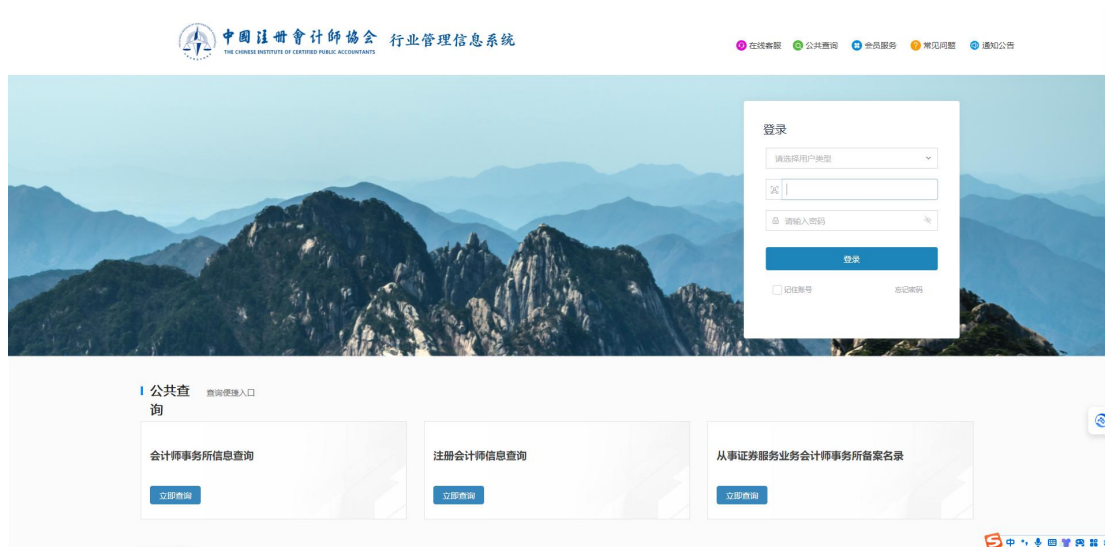 中国注册會计師協会 行业管理信息系统
THE CHINESE INSTITUTE OF CERTIFIED PUBLIC ACCOUNTANTS
在线客服 公共查询 会员服务 常见问题 通知公告
登录
请选择用户类型
请输入密码
登录
记住账号 忘记密码
公共查
询
查询便捷入口
会计师事务所信息查询
立即查询
注册会计师信息查询
立即查询
从事证券服务业务会计师事务所备案名录
立即查询
中